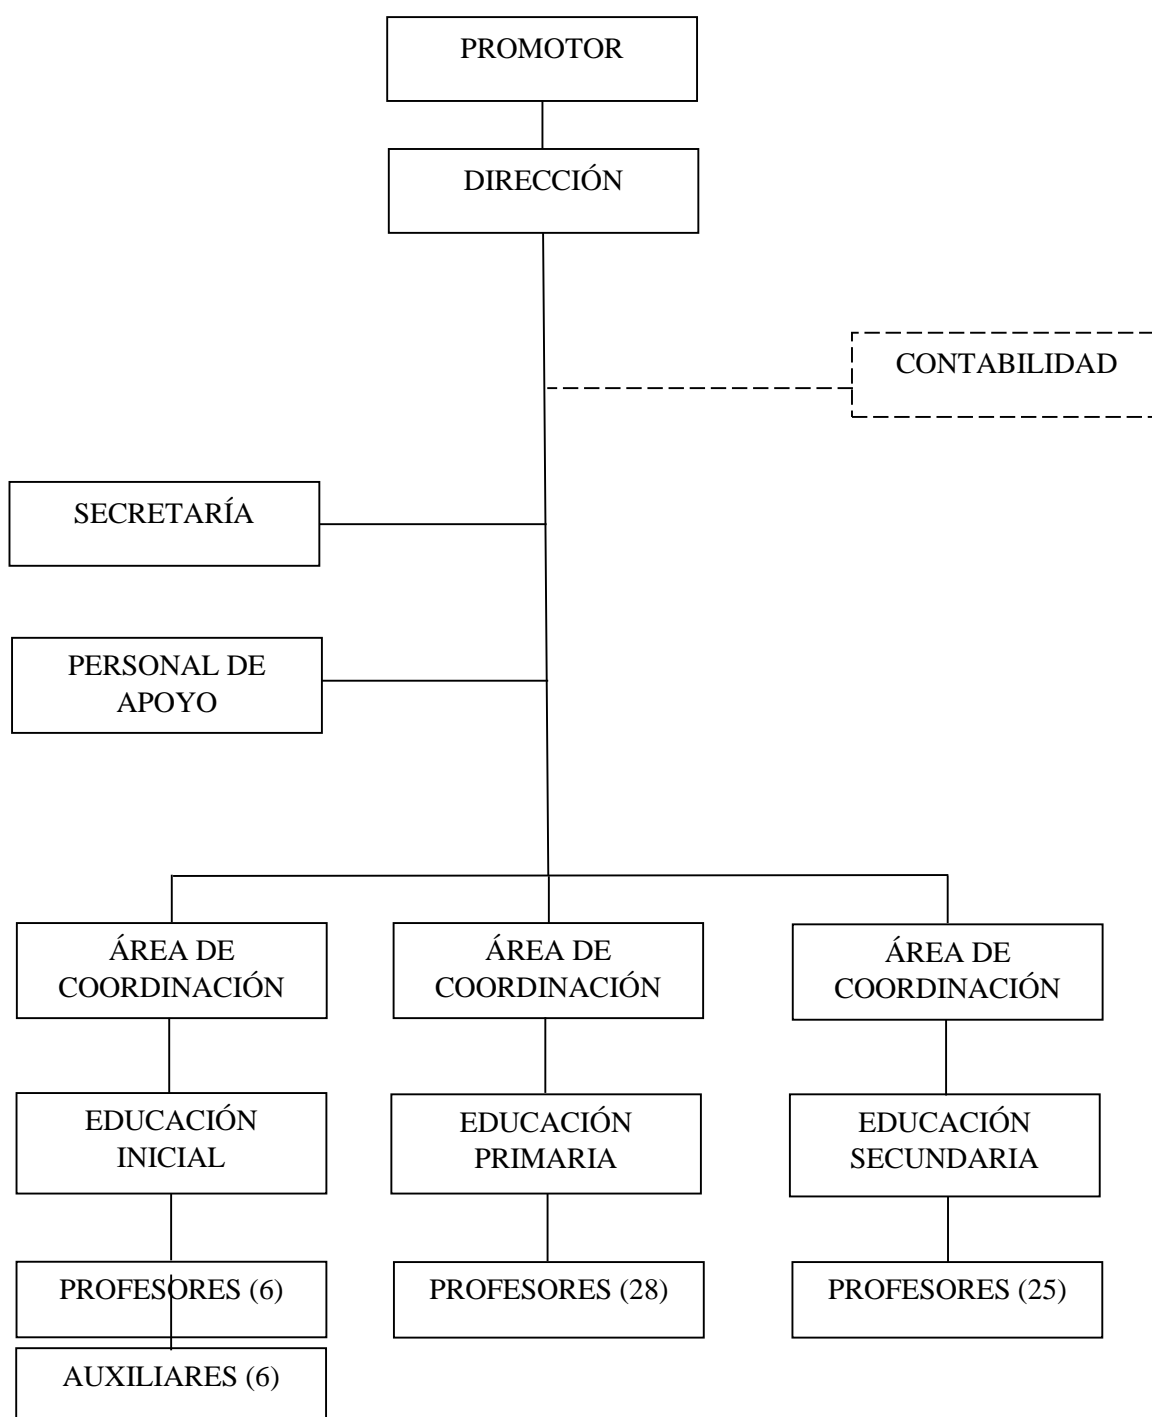 PROMOTOR
DIRECCIÓN
CONTABILIDAD
SECRETARÍA
PERSONAL DE
APOYO
ÁREA DE
COORDINACIÓN
ÁREA DE
COORDINACIÓN
ÁREA DE
COORDINACIÓN
EDUCACIÓN
INICIAL
EDUCACIÓN
PRIMARIA
EDUCACIÓN
SECUNDARIA
PROFESORES (6)
PROFESORES (28)
PROFESORES (25)
AUXILIARES (6)